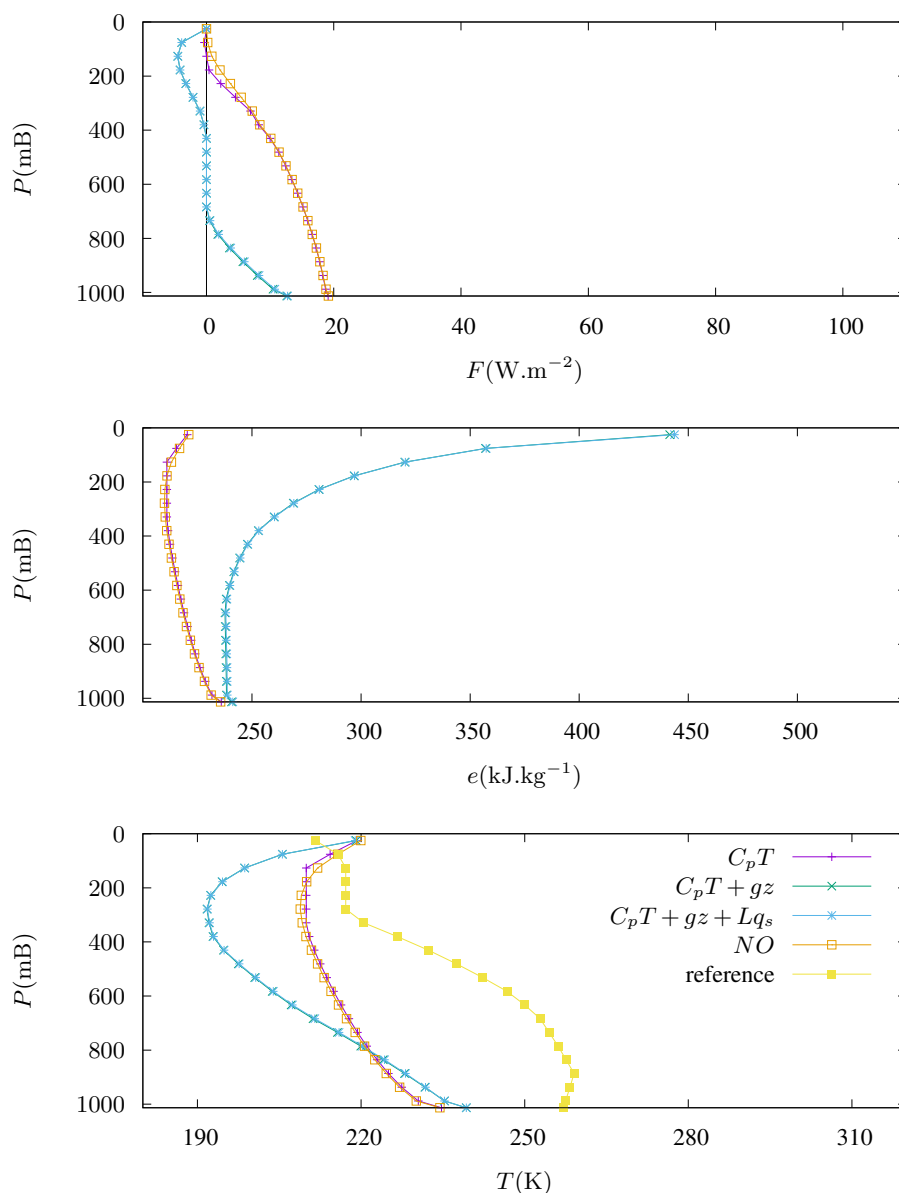 0
200
400
600
800
1000
P(mB)
0 20 40 60 80 100
F(W.m−2)
0
200
400
600
800
1000
P(mB)
250 300 350 400 450 500
e(kJ.kg−1)
0
200
400
600
800
1000
P(mB)
190 220 250 280 310
T(K)
CpT
CpT + gz
CpT + gz + Lqs
NO
reference